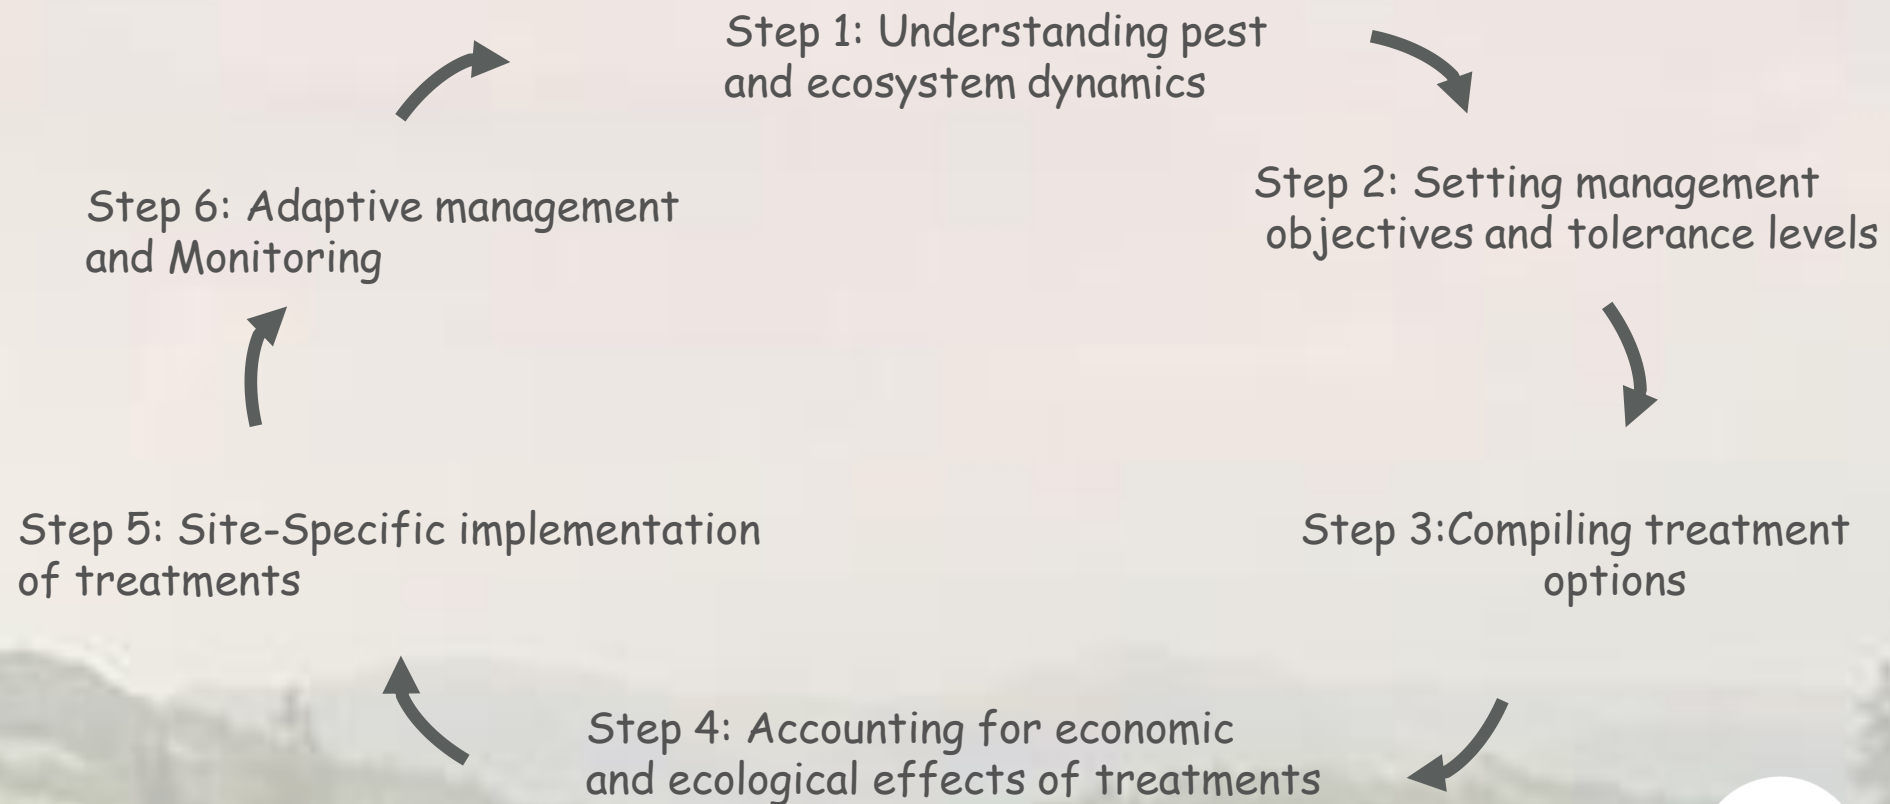 Step 1: Understanding pest
and ecosystem dynamics
Step 2: Setting management
objectives and tolerance levels
Step 3:Compiling treatment
options
Step 4: Accounting for economic
and ecological effects of treatments
Step 5: Site-Specific implementation
of treatments
Step 6: Adaptive management
and Monitoring